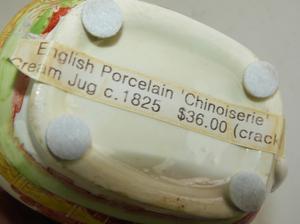 English Porcelain 'Chinoiserie'
Cream Jug c.1825 $36.00 (crack